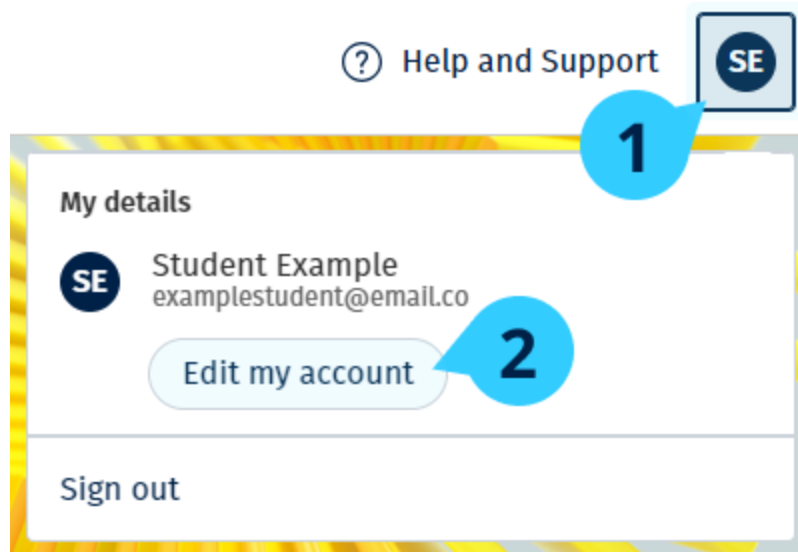 Help and Support
SE
1
My details
SE
Student Example
examplestudent@email.co
Edit my account
2
Sign out